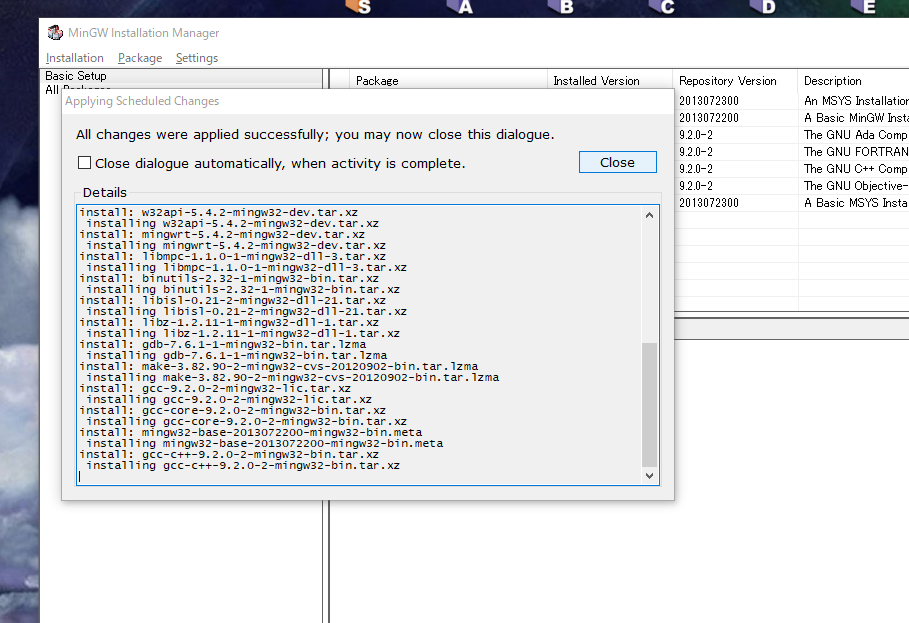 S A B C D E
MinGW Installation Manager
Installation Package Settings
Basic Setup
Package Installed Version Repository Version Description
Applying Scheduled Changes
All changes were applied successfully; you may now close this dialogue.
Close dialogue automatically, when activity is complete.
Close
Details
install: w32api-5.4.2-mingw32-dev.tar.xz
installing w32api-5.4.2-mingw32-dev.tar.xz
install: mingwrt-5.4.2-mingw32-dev.tar.xz
installing mingwrt-5.4.2-mingw32-dev.tar.xz
install: libmpc-1.1.0-1-mingw32-dll-3.tar.xz
installing libmpc-1.1.0-1-mingw32-dll-3.tar.xz
install: binutils-2.32-1-mingw32-bin.tar.xz
installing binutils-2.32-1-mingw32-bin.tar.xz
install: libisl-0.21-2-mingw32-dll-21.tar.xz
installing libisl-0.21-2-mingw32-dll-21.tar.xz
install: libz-1.2.11-1-mingw32-dll-1.tar.xz
installing libz-1.2.11-1-mingw32-dll-1.tar.xz
install: gdb-7.6.1-1-mingw32-bin.tar.lzma
installing gdb-7.6.1-1-mingw32-bin.tar.lzma
install: make-3.82.90-2-mingw32-cvs-20120902-bin.tar.lzma
installing make-3.82.90-2-mingw32-cvs-20120902-bin.tar.lzma
install: gcc-9.2.0-2-mingw32-lic.tar.xz
installing gcc-9.2.0-2-mingw32-lic.tar.xz
install: gcc-core-9.2.0-2-mingw32-bin.tar.xz
installing gcc-core-9.2.0-2-mingw32-bin.tar.xz
install: mingw32-base-2013072200-mingw32-bin.meta
installing mingw32-base-2013072200-mingw32-bin.meta
install: gcc-c++-9.2.0-2-mingw32-bin.tar.xz
installing gcc-c++-9.2.0-2-mingw32-bin.tar.xz
2013072300 An MSYS Installation
2013072200 A Basic MinGW Insta
9.2.0-2 The GNU Ada Comp
9.2.0-2 The GNU FORTRAN
9.2.0-2 The GNU C++ Comp
9.2.0-2 The GNU Objective-
2013072300 A Basic MSYS Insta